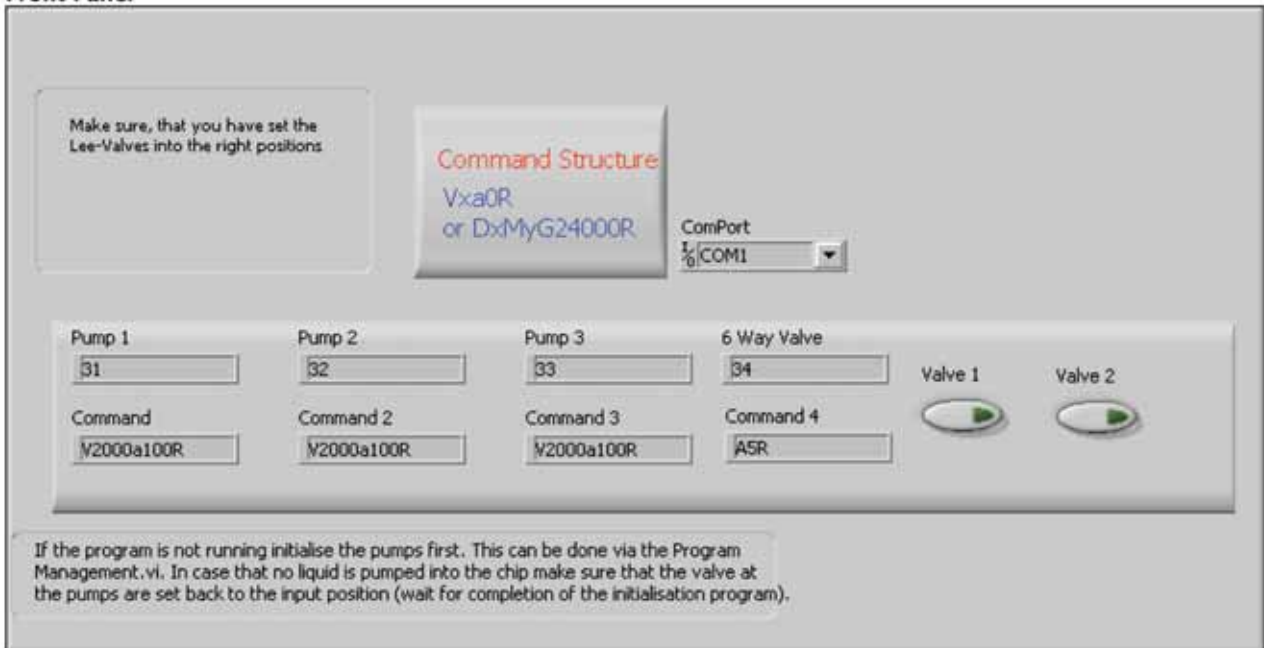 Front Panel
Make sure, that you have set the
Lee-Valves into the right positions
Command Structure
Vxa0R
or DxMyG24000R
ComPort
I/O COM1
Pump 1
Pump 2
Pump 3
6 Way Valve
31
32
33
34
Valve 1
Valve 2
Command
Command 2
Command 3
Command 4
V2000a100R
V2000a100R
V2000a100R
A5R
If the program is not running initialise the pumps first. This can be done via the Program
Management.vi. In case that no liquid is pumped into the chip make sure that the valve at
the pumps are set back to the input position (wait for completion of the initialisation program).